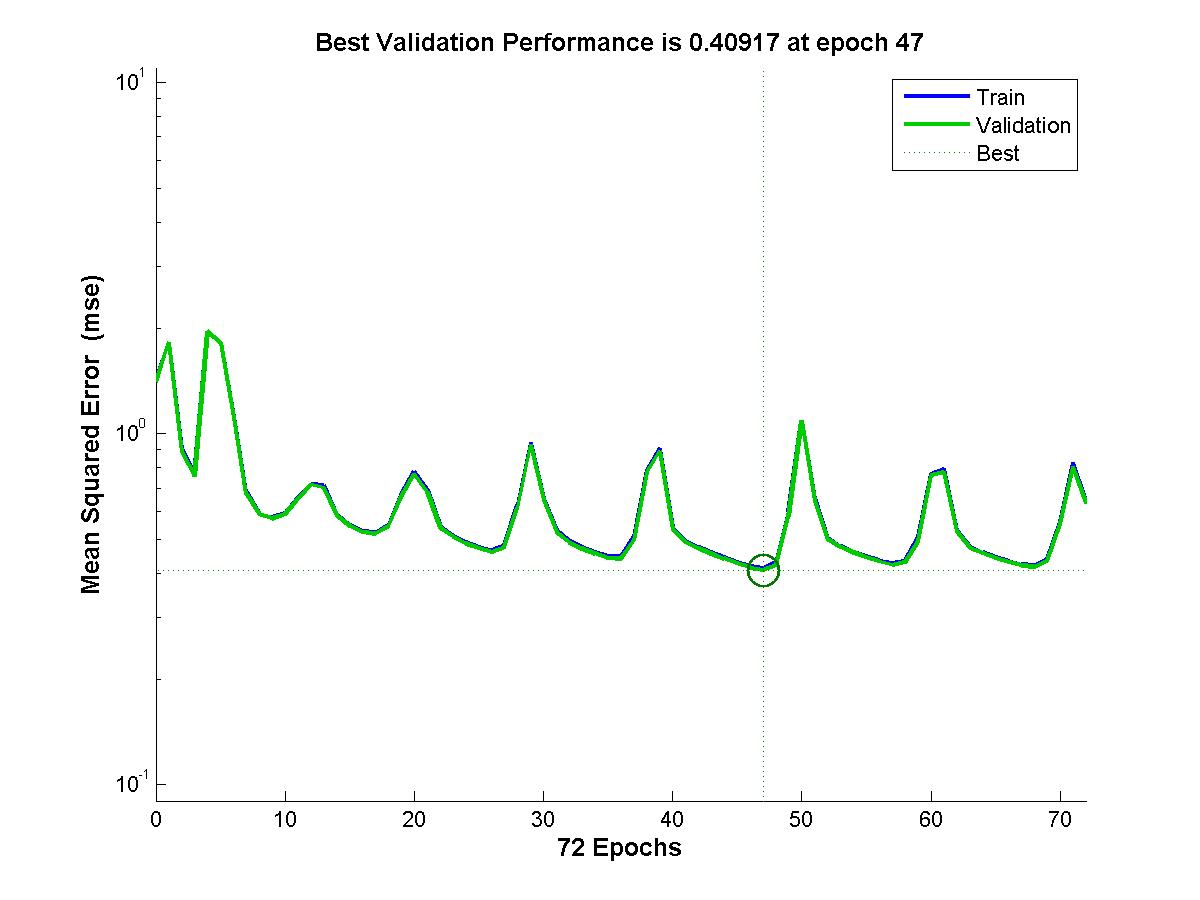 Best Validation Performance is 0.40917 at epoch 47
10^1
10^0
10^-1
Mean Squared Error (mse)
Train
Validation
Best
0 10 20 30 40 50 60 70
72 Epochs